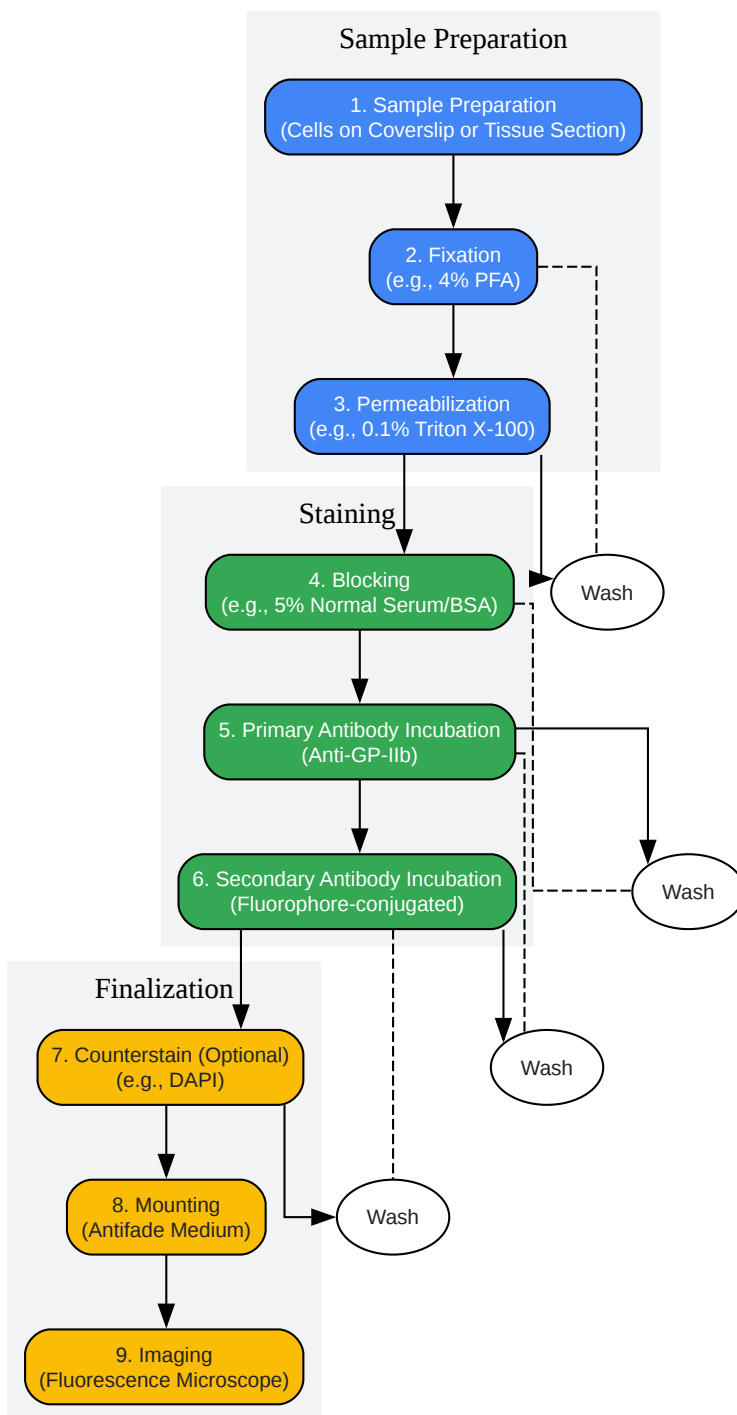 Sample Preparation
1. Sample Preparation
(Cells on Coverslip or Tissue Section)
2. Fixation
(e.g., 4% PFA)
3. Permeabilization
(e.g., 0.1% Triton X-100)
Staining
4. Blocking
(e.g., 5% Normal Serum/BSA)
Wash
5. Primary Antibody Incubation
(Anti-GP-IIb)
6. Secondary Antibody Incubation
(Fluorophore-conjugated)
Wash
Finalization
7. Counterstain (Optional)
(e.g., DAPI)
Wash
8. Mounting
(Antifade Medium)
Wash
9. Imaging
(Fluorescence Microscope)